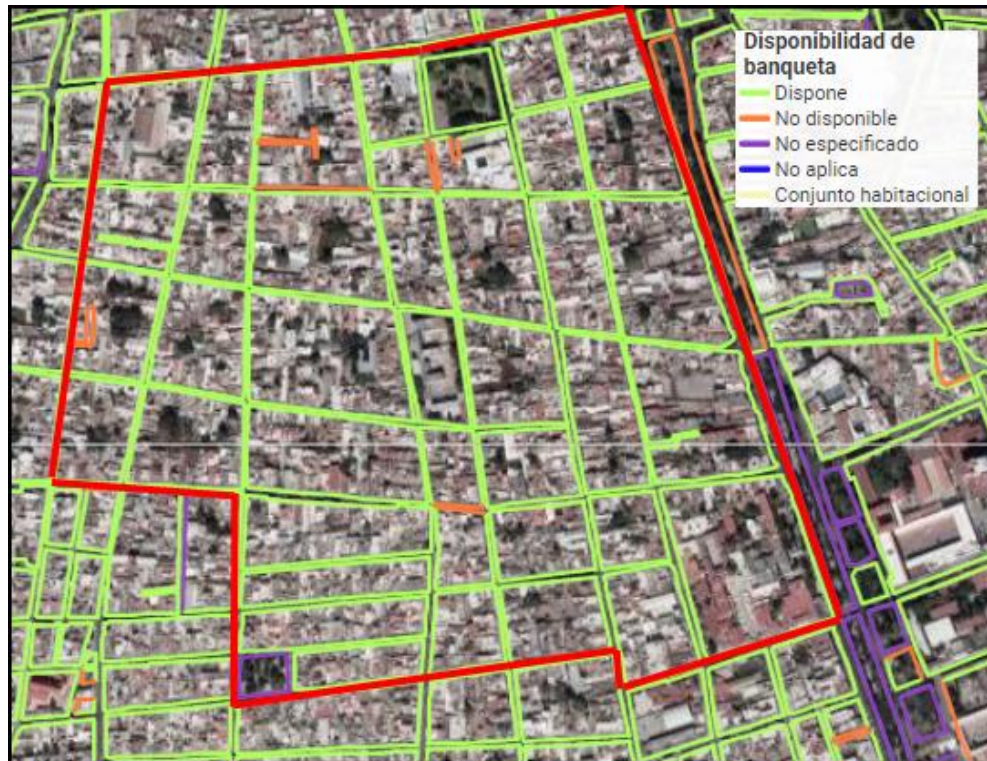 Disponibilidad de
banqueta
Dispone
No disponible
No especificado
No aplica
Conjunto habitacional